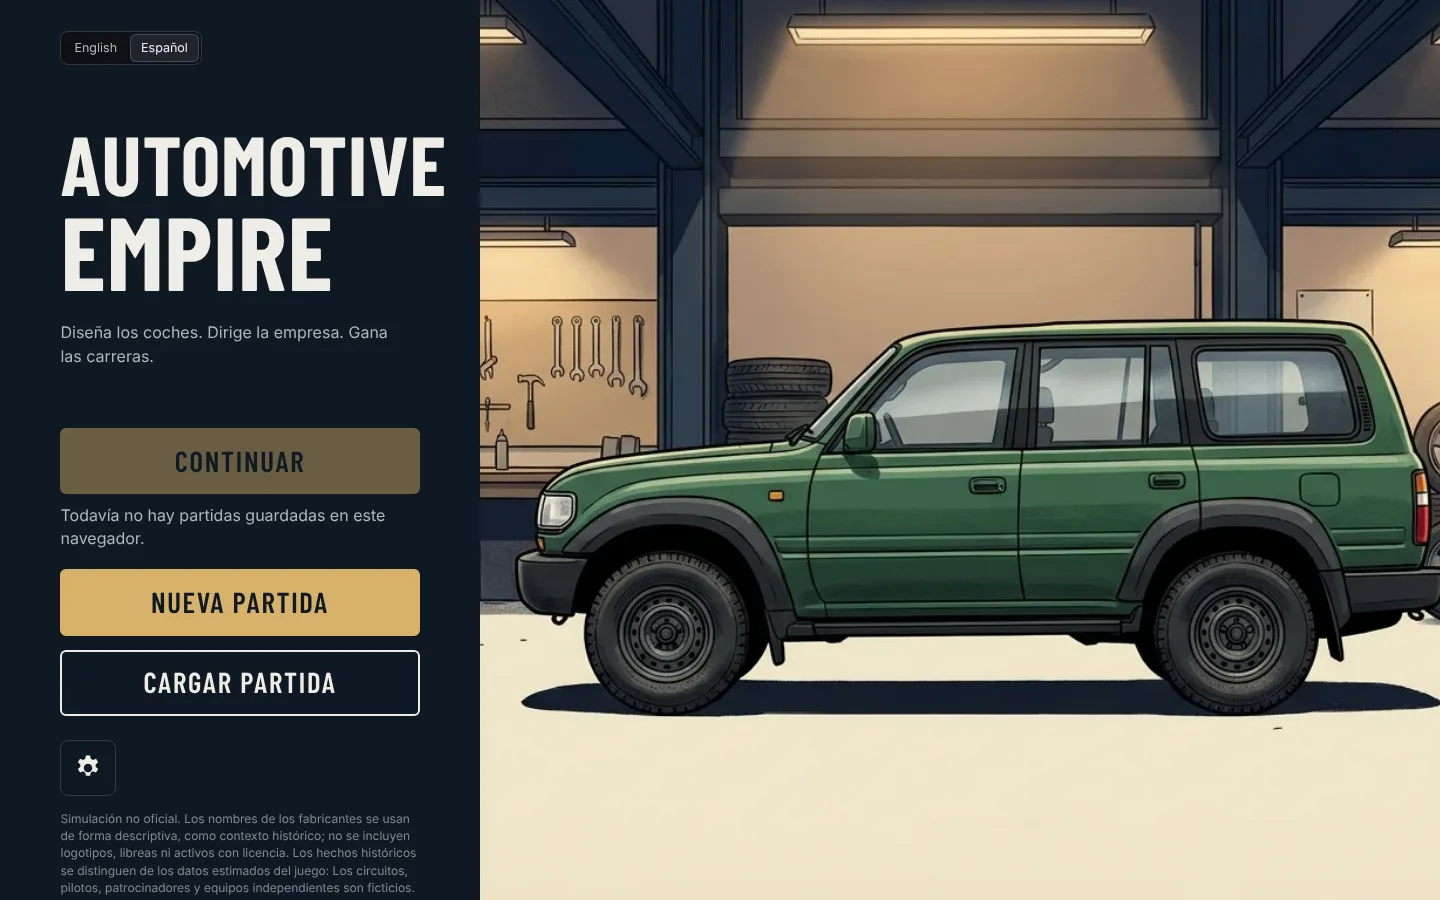 English
Español
AUTOMOTIVE
EMPIRE
Diseña los coches. Dirige la empresa. Gana
las carreras.
CONTINUAR
Todavía no hay partidas guardadas en este
navegador.
NUEVA PARTIDA
CARGAR PARTIDA
Simulación no oficial. Los nombres de los fabricantes se usan
de forma descriptiva, como contexto histórico; no se incluyen
logotipos, libreas ni activos con licencia. Los hechos históricos
se distinguen de los datos estimados del juego: Los circuitos,
pilotos, patrocinadores y equipos independientes son ficticios.